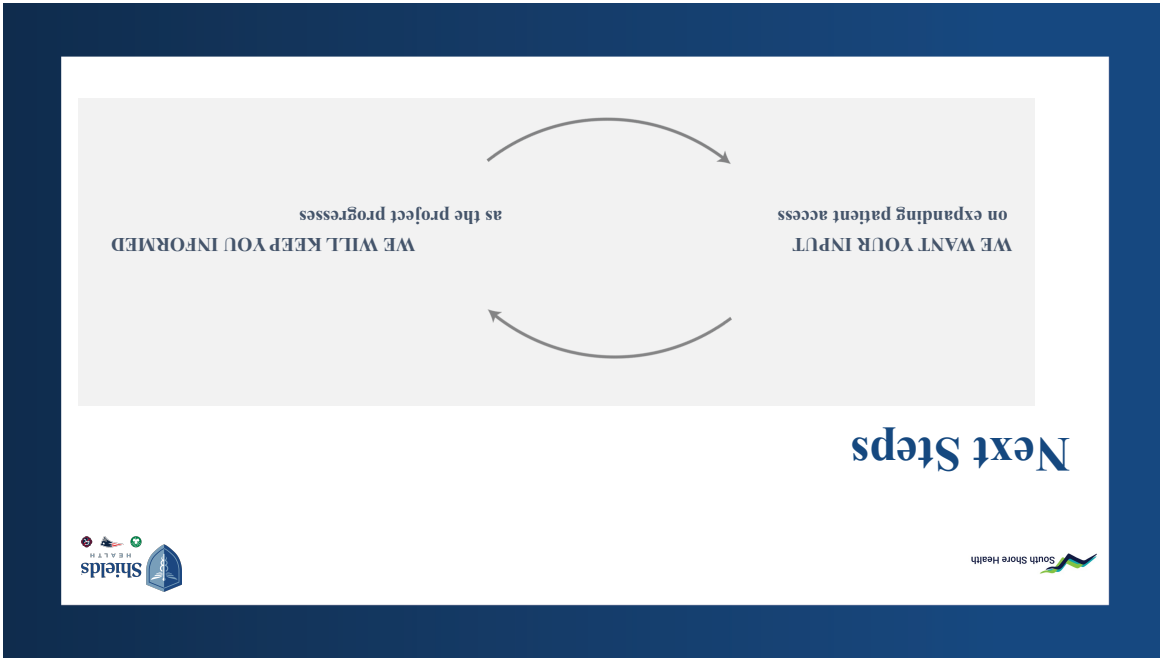 South Shore Health
Shields
HEALTH
Next Steps
WE WANT YOUR INPUT
on expanding patient access
WE WILL KEEP YOU INFORMED
as the project progresses